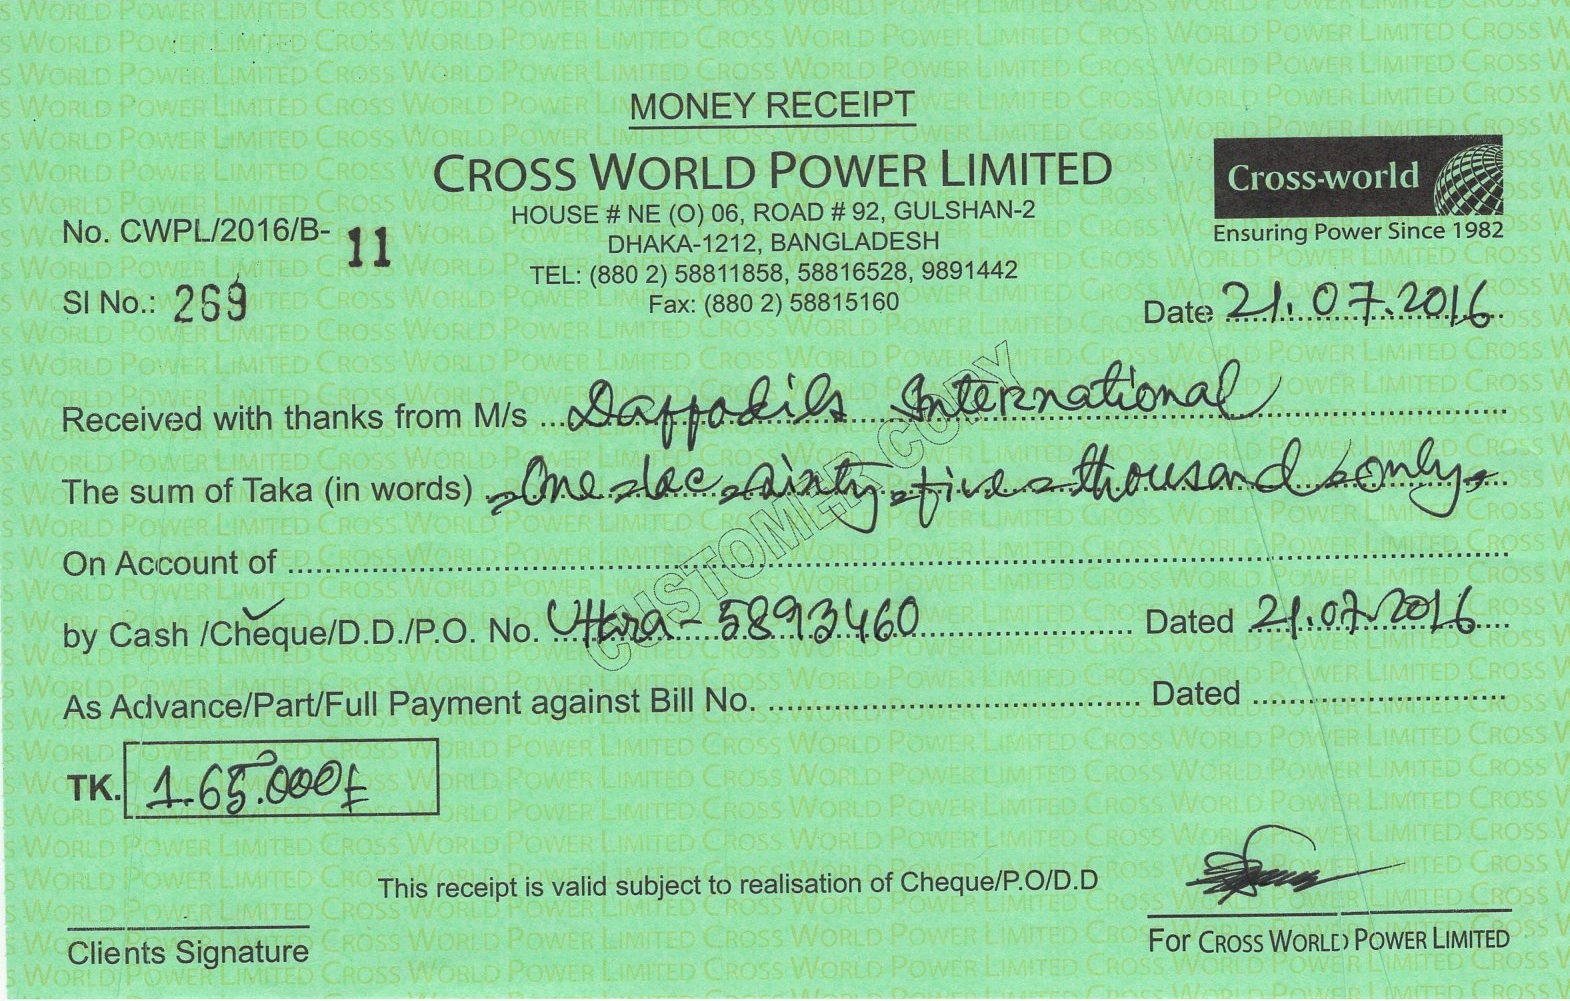 MONEY RECEIPT
CROSS WORLD POWER LIMITED
HOUSE # NE (O) 06, ROAD # 92, GULSHAN-2
DHAKA-1212, BANGLADESH
TEL: (880 2) 58811858, 58816528, 9891442
Fax: (880 2) 58815160
Cross-world
Ensuring Power Since 1982
No. CWPL/2016/B- 11
Sl No.: 269
Date 21.07.2016
Received with thanks from M/s Daffodils International
The sum of Taka (in words) =One=lac=sixty=five=thousand=only=
On Account of
by Cash /Cheque/D.D./P.O. No. Uttara - 5893460 Dated 21.07.2016
As Advance/Part/Full Payment against Bill No. Dated
TK. 1.65.000/=
CUSTOMER COPY
This receipt is valid subject to realisation of Cheque/P.O/D.D
Clients Signature
For CROSS WORLD POWER LIMITED